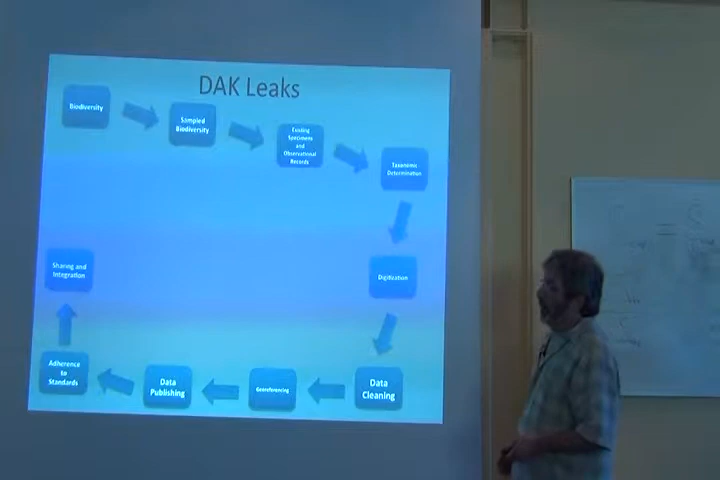 DAK Leaks
Biodiversity
Sampled
Biodiversity
Existing
Specimens
and
Observational
Records
Taxonomic
Determination
Digitization
Data
Cleaning
Georeferencing
Data
Publishing
Adherence
to
Standards
Sharing and
Integration